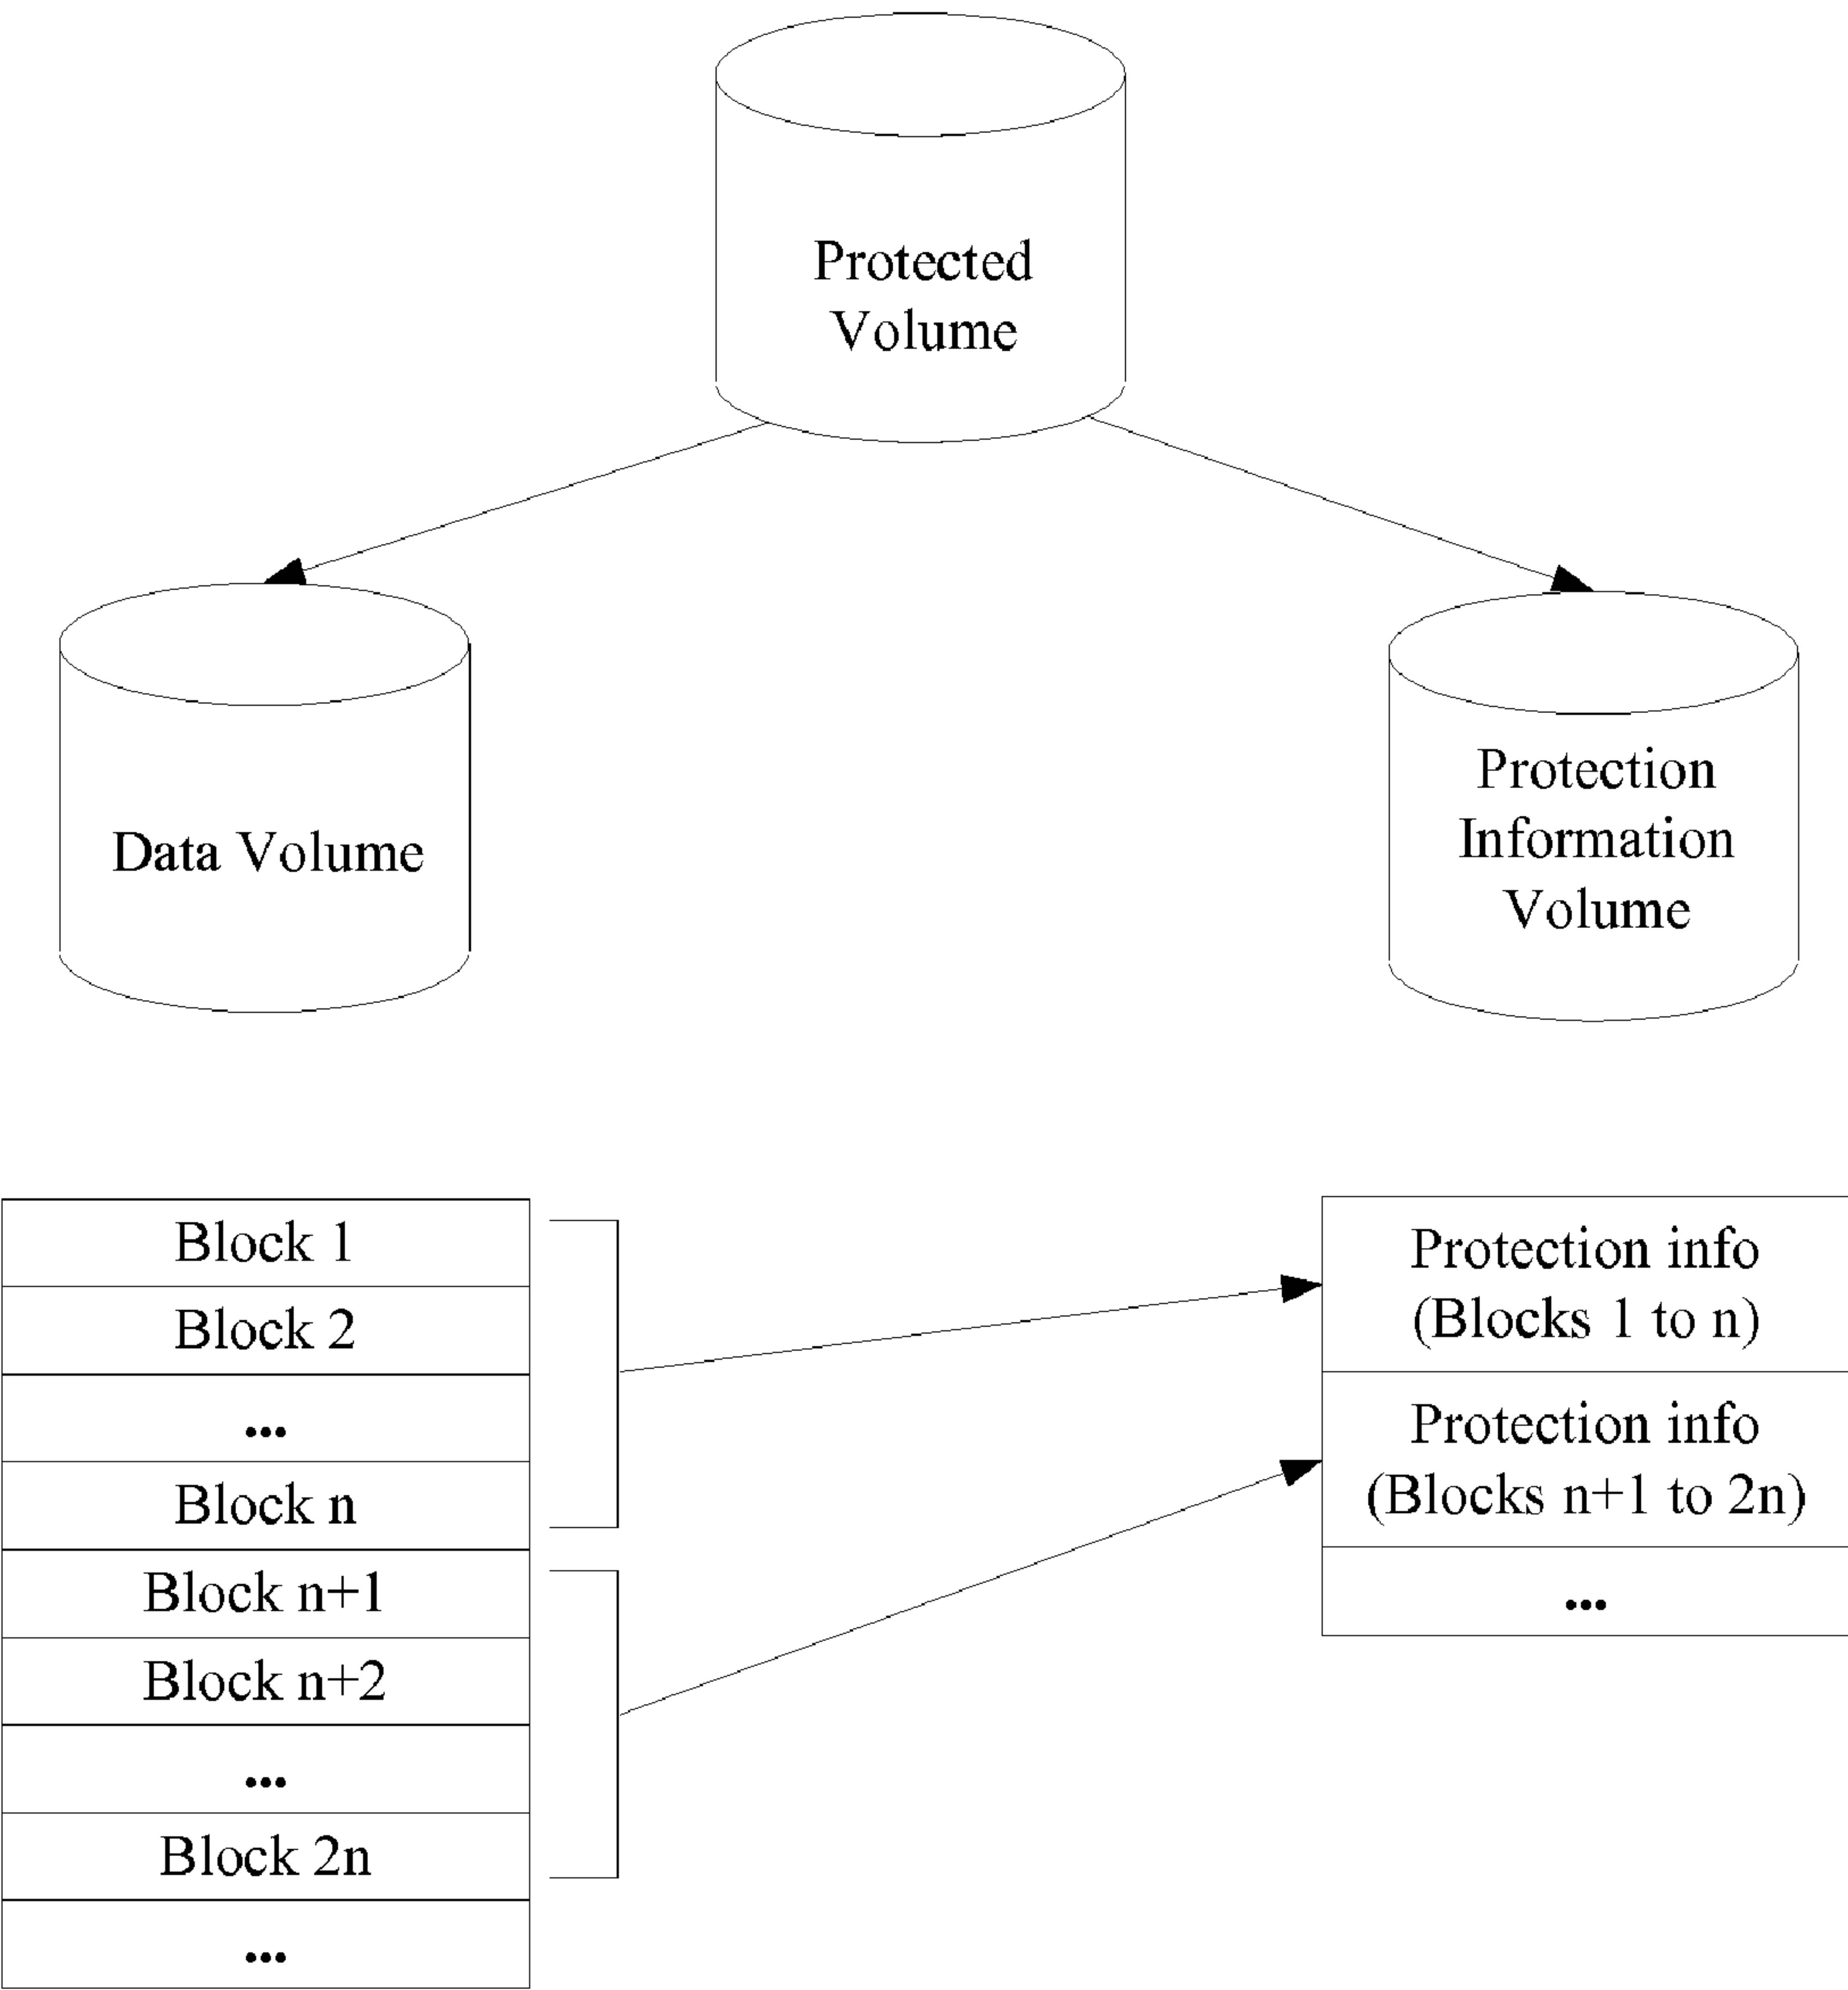 Protected
Volume
Data Volume
Protection
Information
Volume
Block 1
Block 2
...
Block n
Block n+1
Block n+2
...
Block 2n
...
Protection info
(Blocks 1 to n)
Protection info
(Blocks n+1 to 2n)
...